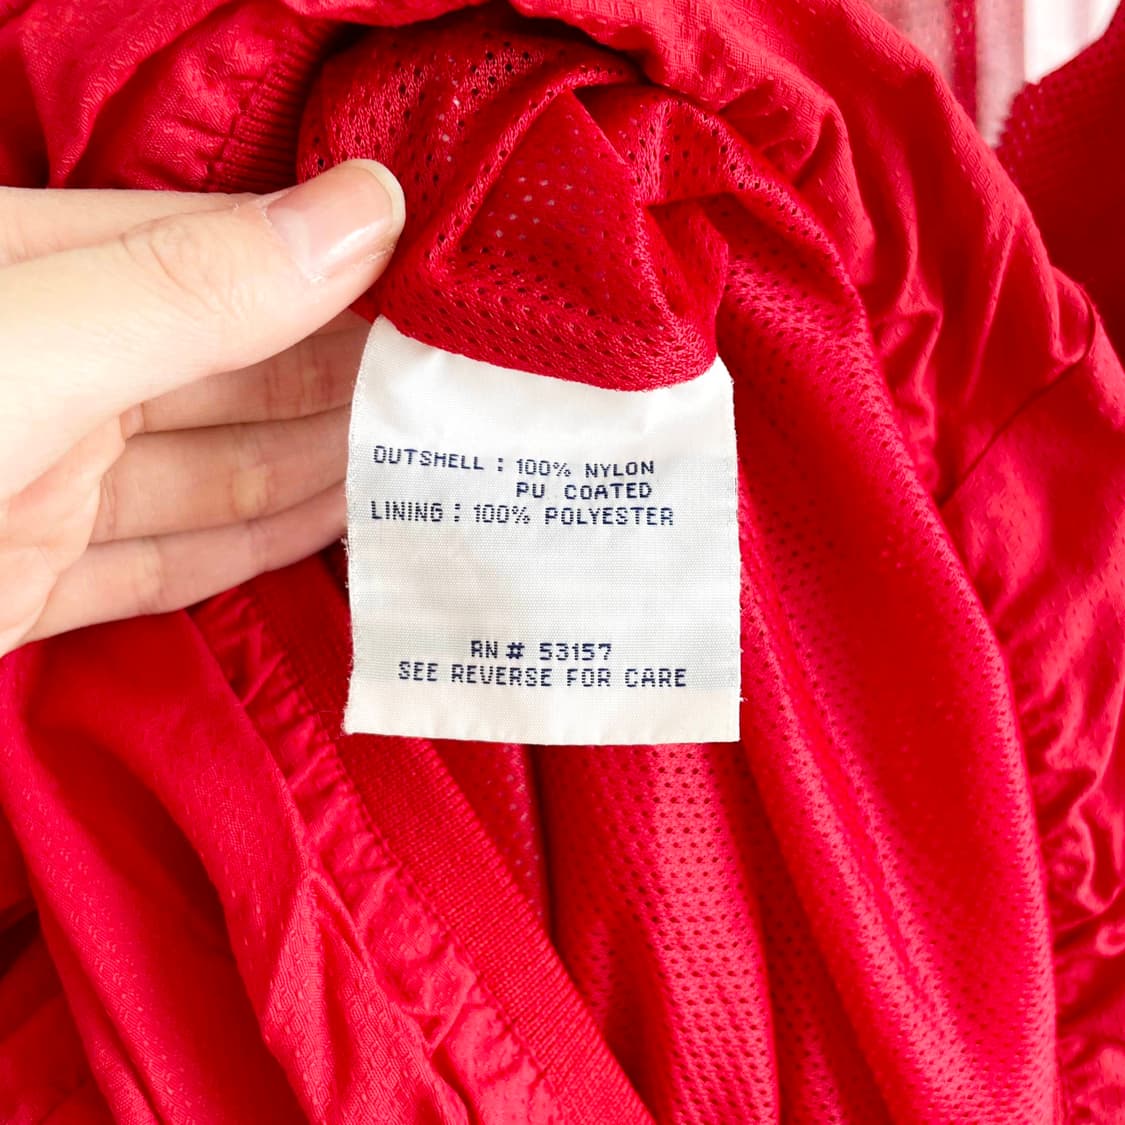 OUTSHELL : 100% NYLON
PU COATED
LINING : 100% POLYESTER
RN # 53157
SEE REVERSE FOR CARE